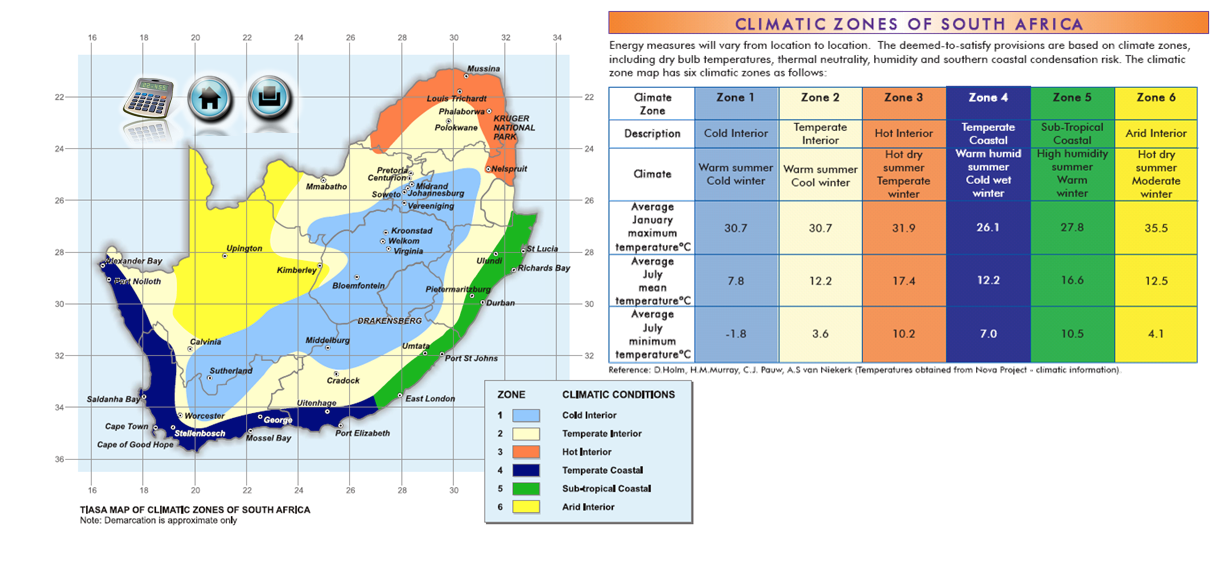 16 18 20 22 24 26 28 30 32 34
22
24
26
28
30
32
34
36
32
16 18 20 22 24 26 28 30
Mussina
Louis Trichardt
Phalaborwa
Polokwane
KRUGER
NATIONAL
PARK
Nelspruit
Pretoria
Centurion
Mmabatho
Midrand
Soweto
Johannesburg
Vereeniging
Kroonstad
Welkom
Virginia
Upington
Kimberley
Bloemfontein
St Lucia
Ulundi
Richards Bay
Pietermaritzburg
Durban
Alexander Bay
Port Nolloth
DRAKENSBERG
Calvinia
Middelburg
Umtata
Port St Johns
Sutherland
Cradock
Saldanha Bay
Worcester
Uitenhage
East London
Cape Town
Stellenbosch
George
Mossel Bay
Port Elizabeth
Cape of Good Hope
ZONE CLIMATIC CONDITIONS
1 Cold Interior
2 Temperate Interior
3 Hot Interior
4 Temperate Coastal
5 Sub-tropical Coastal
6 Arid Interior
TIASA MAP OF CLIMATIC ZONES OF SOUTH AFRICA
Note: Demarcation is approximate only
CLIMATIC ZONES OF SOUTH AFRICA
Energy measures will vary from location to location. The deemed-to-satisfy provisions are based on climate zones,
including dry bulb temperatures, thermal neutrality, humidity and southern coastal condensation risk. The climatic
zone map has six climatic zones as follows:
Climate Zone Zone 1 Zone 2 Zone 3 Zone 4 Zone 5 Zone 6
Description Cold Interior Temperate Interior Hot Interior Temperate Coastal Sub-Tropical Coastal Arid Interior
Climate Warm summer Cold winter Warm summer Cool winter Hot dry summer Temperate winter Warm humid summer Cold wet winter High humidity summer Warm winter Hot dry summer Moderate winter
Average January maximum temperature°C 30.7 30.7 31.9 26.1 27.8 35.5
Average July mean temperature°C 7.8 12.2 17.4 12.2 16.6 12.5
Average July minimum temperature°C -1.8 3.6 10.2 7.0 10.5 4.1
Reference: D.Holm, H.M.Murray, C.J. Pauw, A.S van Niekerk (Temperatures obtained from Nova Project - climatic information).